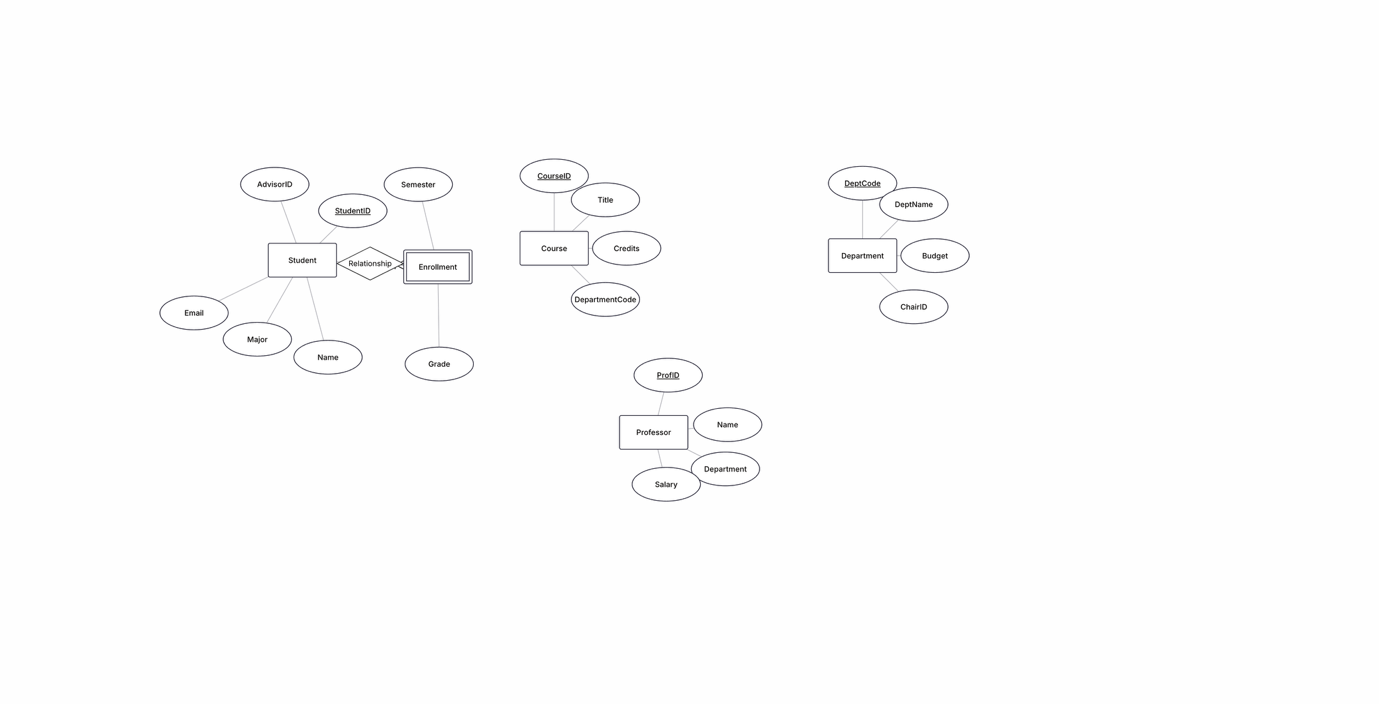 AdvisorID
StudentID
Semester
Student
Relationship
Enrollment
Email
Major
Name
Grade
CourseID
Title
Course
Credits
DepartmentCode
DeptCode
DeptName
Department
Budget
ChairID
ProfID
Professor
Name
Department
Salary